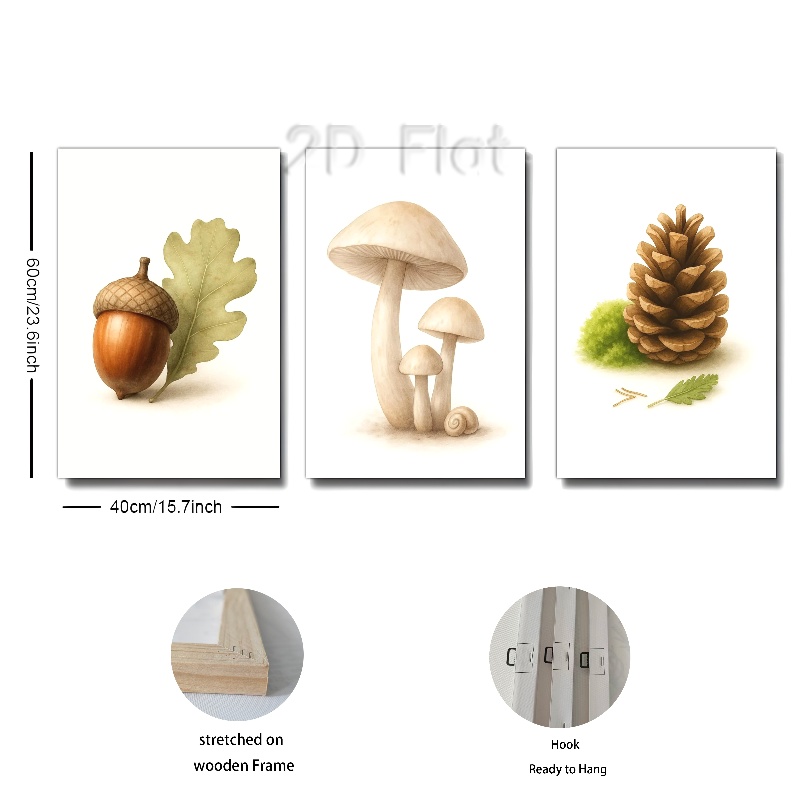 2D Flat
60cm/23.6inch
40cm/15.7inch
stretched on
wooden Frame
Hook
Ready to Hang